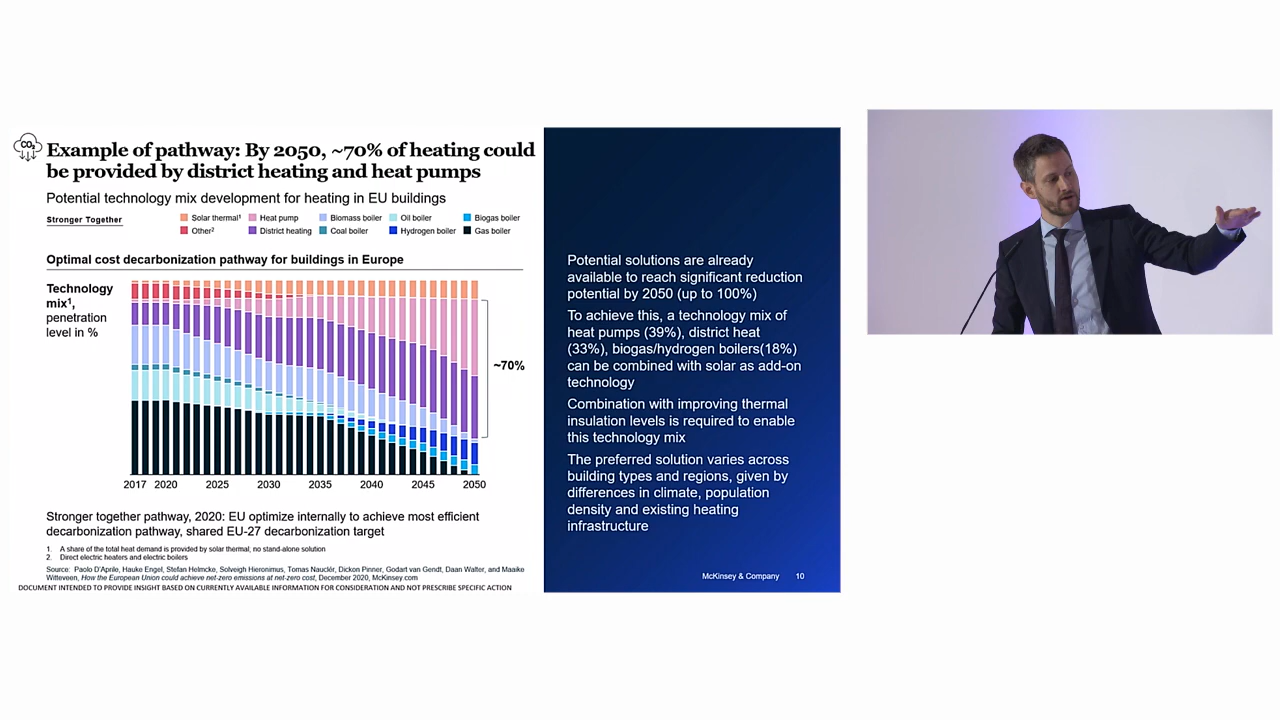 CO₂
Example of pathway: By 2050, ~70% of heating could
be provided by district heating and heat pumps
Potential technology mix development for heating in EU buildings
Stronger Together
Solar thermal¹ Heat pump Biomass boiler Oil boiler Biogas boiler
Other² District heating Coal boiler Hydrogen boiler Gas boiler
Optimal cost decarbonization pathway for buildings in Europe
Technology
mix¹,
penetration
level in %
~70%
2017 2020 2025 2030 2035 2040 2045 2050
Stronger together pathway, 2020: EU optimize internally to achieve most efficient
decarbonization pathway, shared EU-27 decarbonization target
1. A share of the total heat demand is provided by solar thermal, no stand-alone solution
2. Direct electric heaters and electric boilers
Source: Paolo D'Aprile, Hauke Engel, Stefan Helmcke, Solveigh Hieronimus, Tomas Nauclér, Dickon Pinner, Godart van Gendt, Daan Walter, and Maaike
Witteveen, How the European Union could achieve net-zero emissions at net-zero cost, December 2020, McKinsey.com
DOCUMENT INTENDED TO PROVIDE INSIGHT BASED ON CURRENTLY AVAILABLE INFORMATION FOR CONSIDERATION AND NOT PRESCRIBE SPECIFIC ACTION
Potential solutions are already
available to reach significant reduction
potential by 2050 (up to 100%)
To achieve this, a technology mix of
heat pumps (39%), district heat
(33%), biogas/hydrogen boilers(18%)
can be combined with solar as add-on
technology
Combination with improving thermal
insulation levels is required to enable
this technology mix
The preferred solution varies across
building types and regions, given by
differences in climate, population
density and existing heating
infrastructure
McKinsey & Company 10